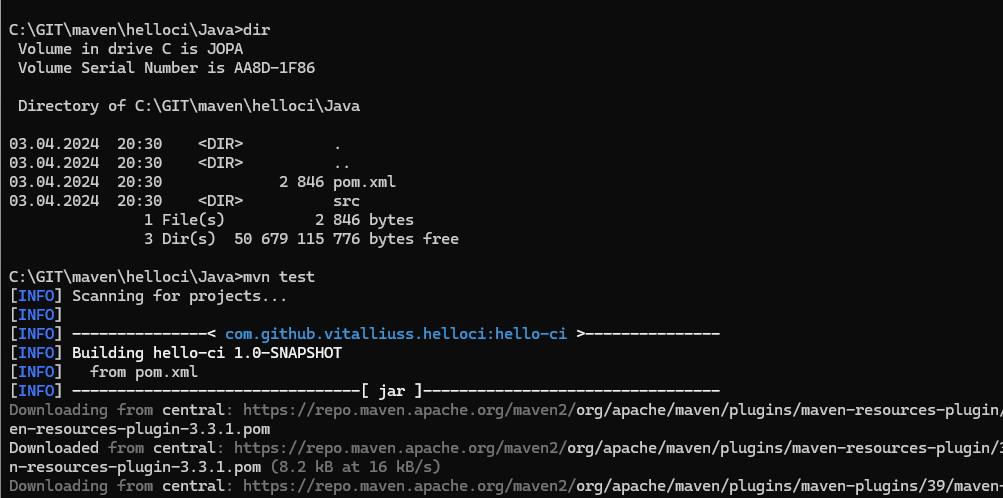 C:\GIT\maven\helloci\Java>dir
 Volume in drive C is JOPA
 Volume Serial Number is AA8D-1F86
 Directory of C:\GIT\maven\helloci\Java
03.04.2024  20:30    <DIR>          .
03.04.2024  20:30    <DIR>          ..
03.04.2024  20:30             2 846 pom.xml
03.04.2024  20:30    <DIR>          src
               1 File(s)          2 846 bytes
               3 Dir(s)  50 679 115 776 bytes free
C:\GIT\maven\helloci\Java>mvn test
[INFO] Scanning for projects...
[INFO]
[INFO] ---------------< com.github.vitalliuss.helloci:hello-ci >---------------
[INFO] Building hello-ci 1.0-SNAPSHOT
[INFO]   from pom.xml
[INFO] --------------------------------[ jar ]---------------------------------
Downloading from central: https://repo.maven.apache.org/maven2/org/apache/maven/plugins/maven-resources-plugin/
en-resources-plugin-3.3.1.pom
Downloaded from central: https://repo.maven.apache.org/maven2/org/apache/maven/plugins/maven-resources-plugin/3
n-resources-plugin-3.3.1.pom (8.2 kB at 16 kB/s)
Downloading from central: https://repo.maven.apache.org/maven2/org/apache/maven/plugins/maven-plugins/39/maven-